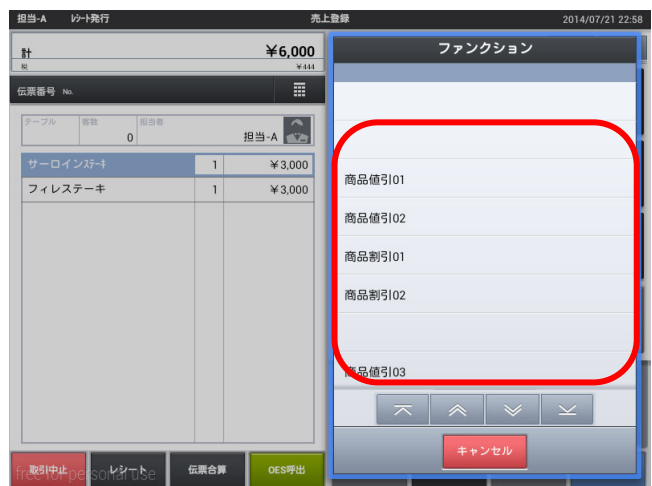 担当-A ﾚｼｰﾄ発行 売上登録 2014/07/21 22:58
計 ¥6,000
税 ¥444
伝票番号 No.
テーブル 客数 担当者
0 担当-A
サーロインｽﾃｰｷ 1 ¥3,000
フィレステーキ 1 ¥3,000
取引中止 レシート 伝票合算 OES呼出
free for personal use
ファンクション
商品値引01
商品値引02
商品割引01
商品割引02
商品値引03
キャンセル